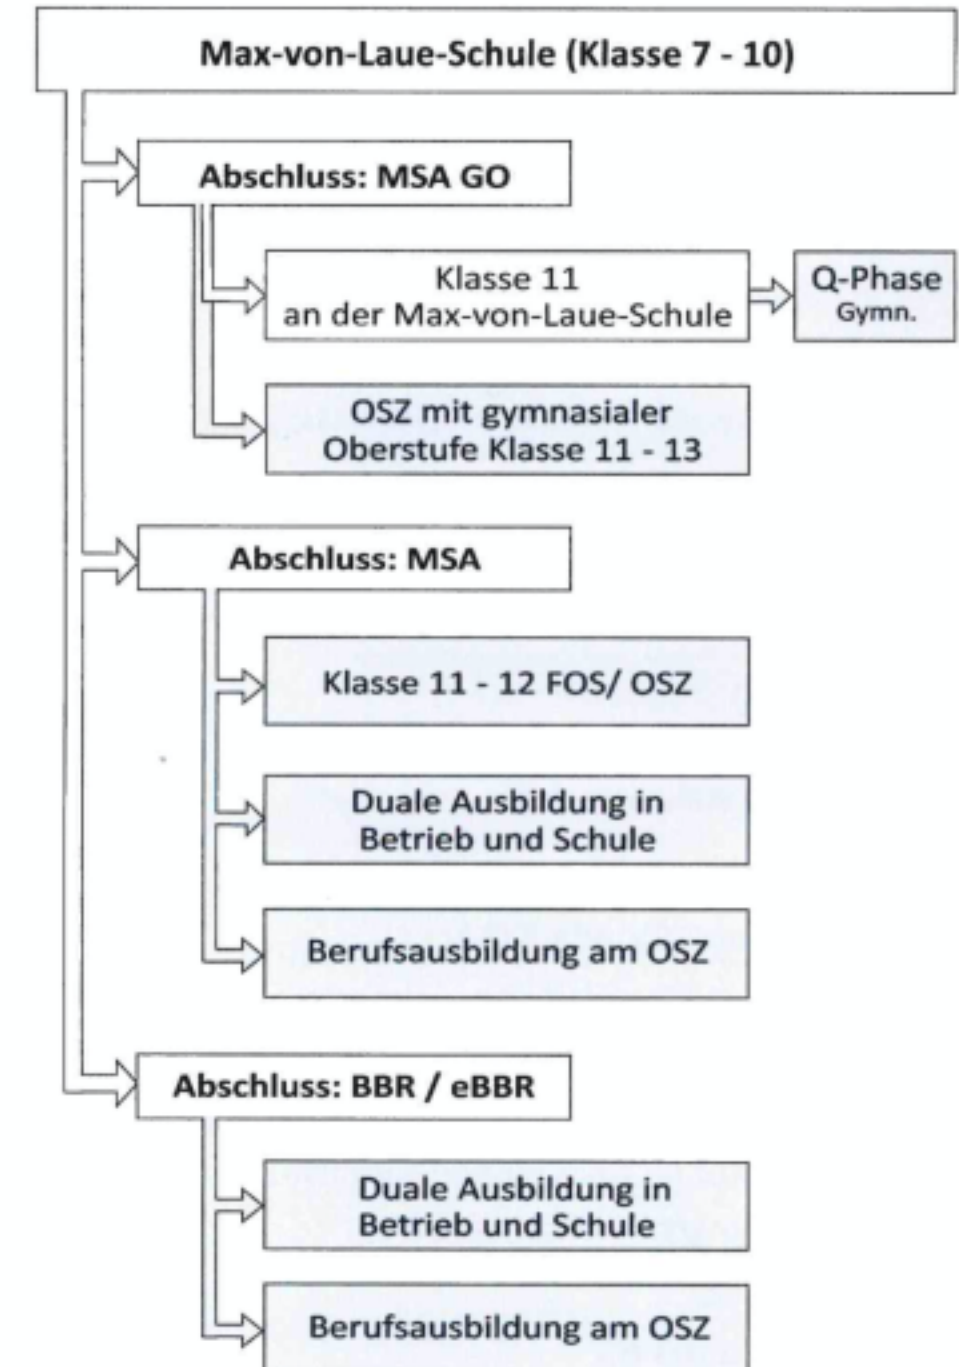 Max-von-Laue-Schule (Klasse 7 - 10)
Abschluss: MSA GO
Klasse 11
an der Max-von-Laue-Schule
Q-Phase
Gymn.
OSZ mit gymnasialer
Oberstufe Klasse 11 - 13
Abschluss: MSA
Klasse 11 - 12 FOS/ OSZ
Duale Ausbildung in
Betrieb und Schule
Berufsausbildung am OSZ
Abschluss: BBR / eBBR
Duale Ausbildung in
Betrieb und Schule
Berufsausbildung am OSZ